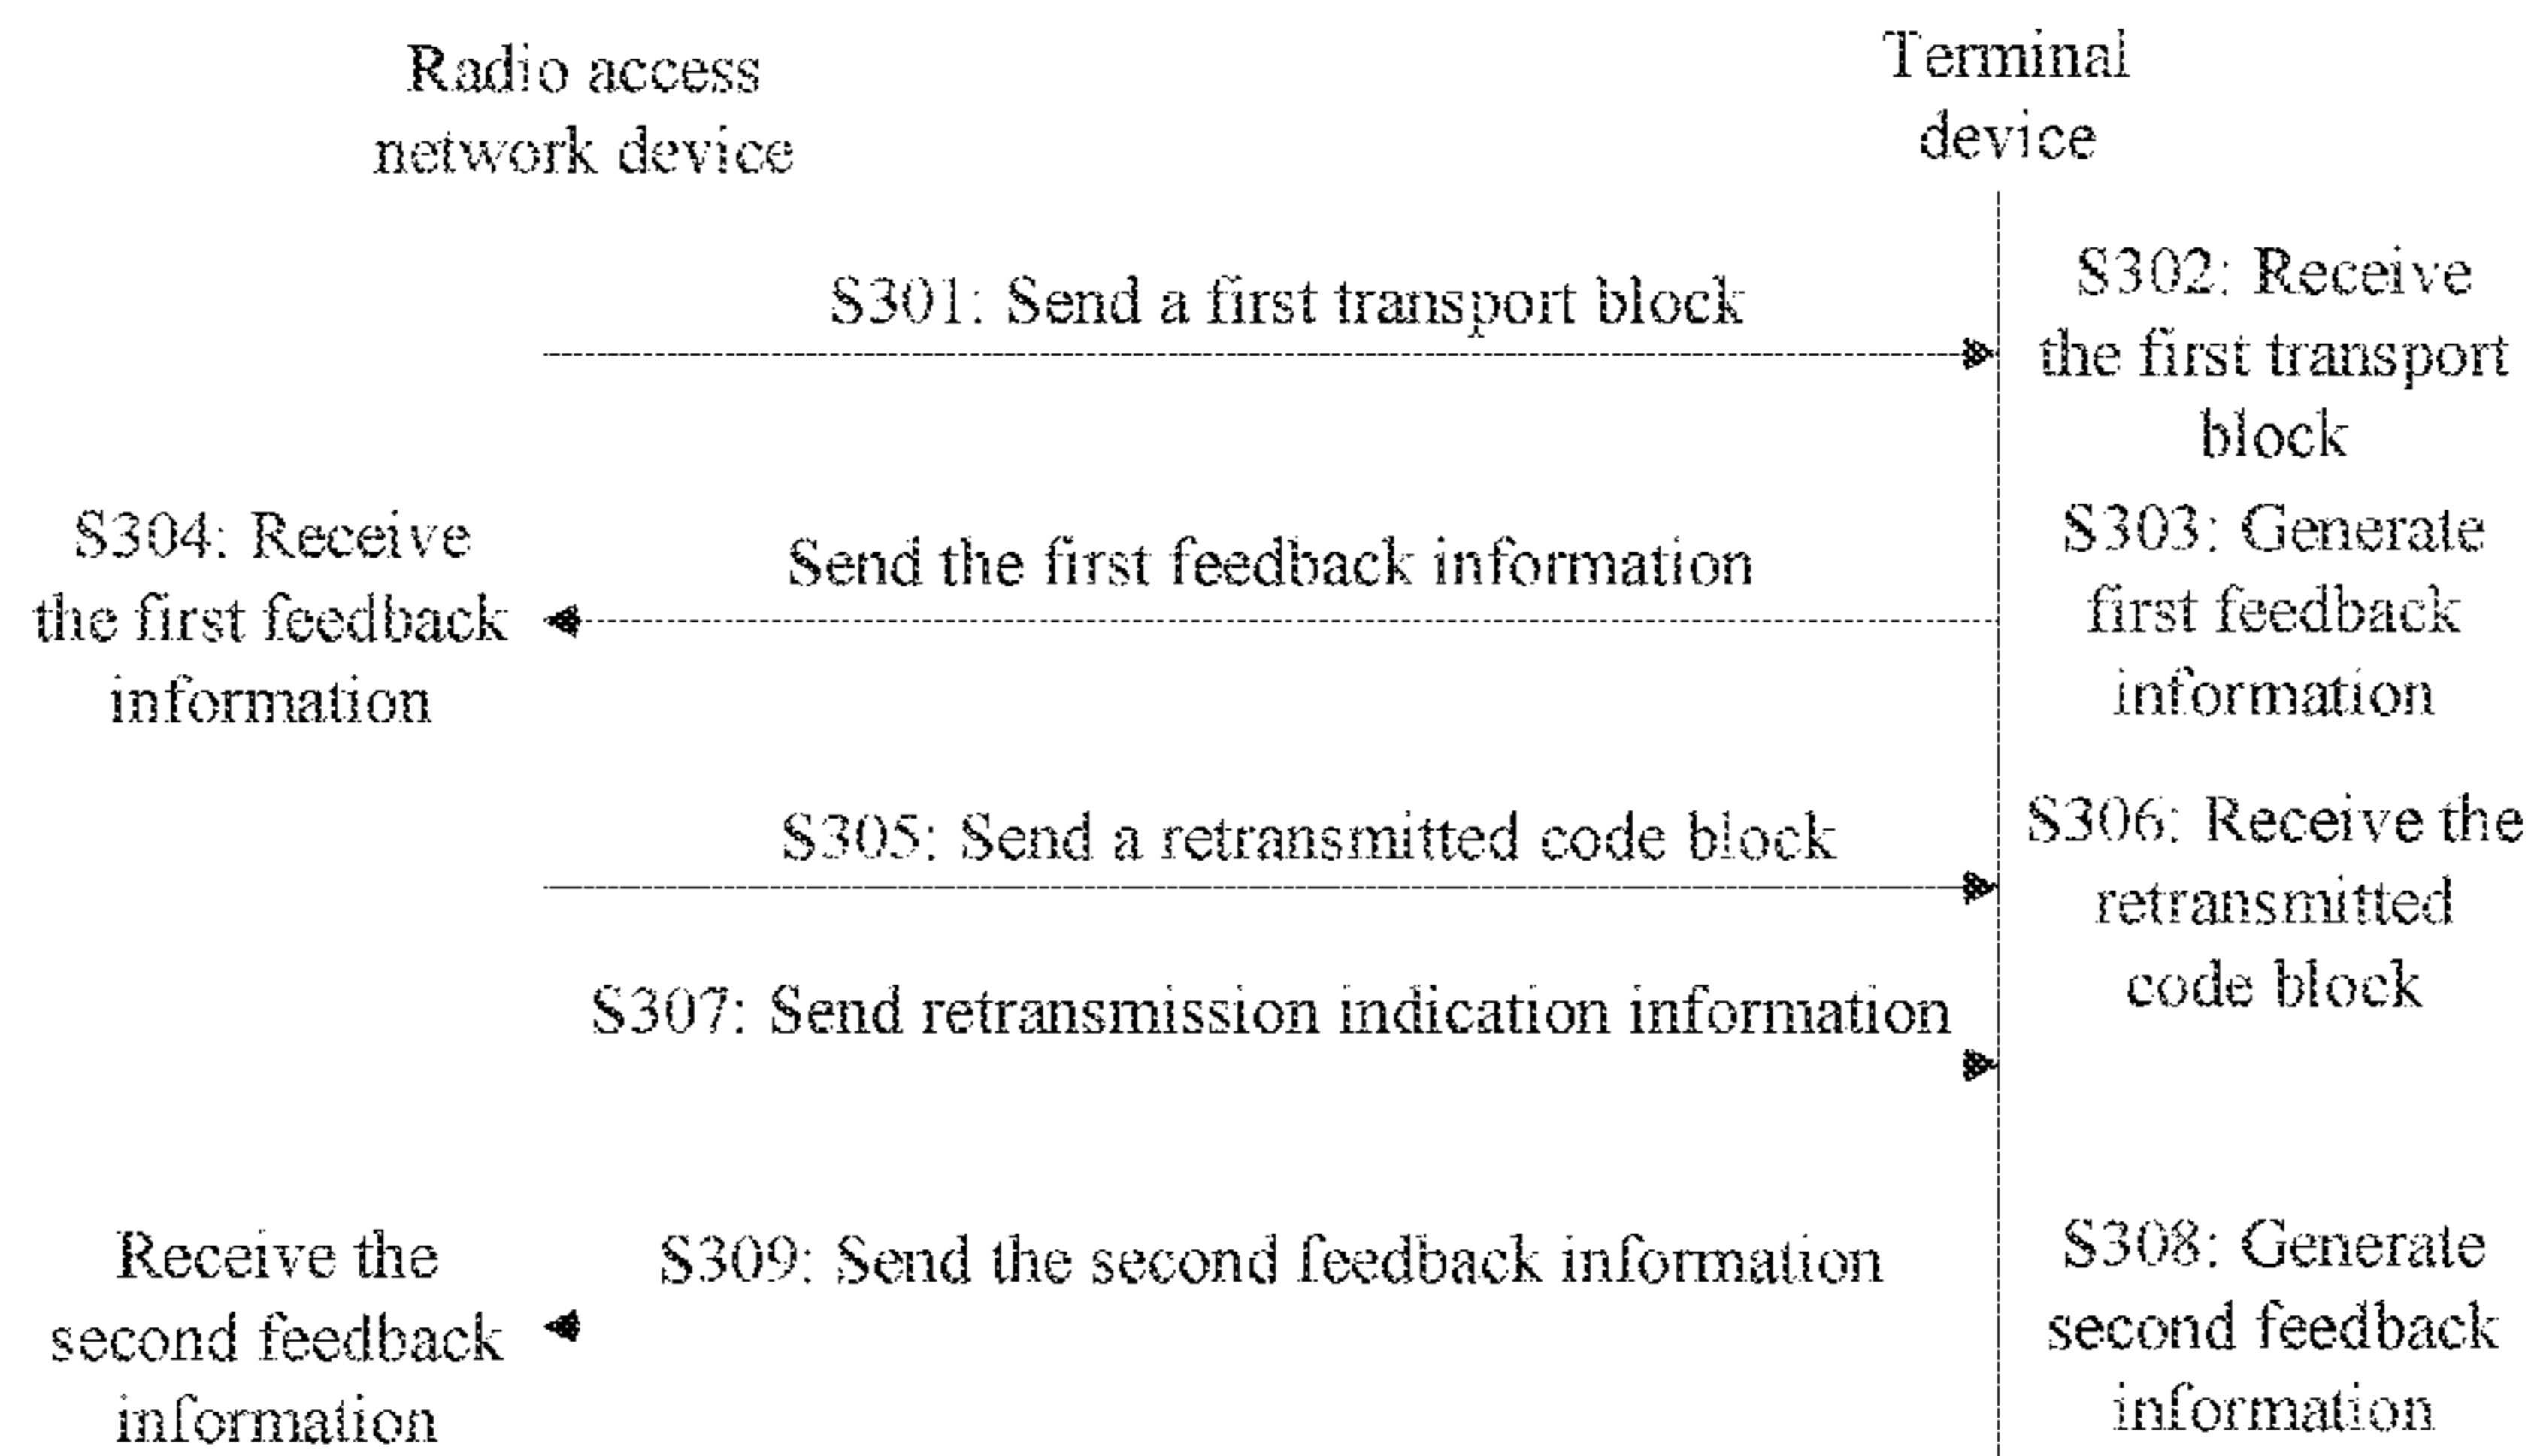 Radio access
network device
Terminal
device
S301: Send a first transport block
S302: Receive
the first transport
block
S304: Receive
the first feedback
information
Send the first feedback information
S303: Generate
first feedback
information
S305: Send a retransmitted code block
S306: Receive the
retransmitted
code block
S307: Send retransmission indication information
Receive the
second feedback
information
S309: Send the second feedback information
S308: Generate
second feedback
information